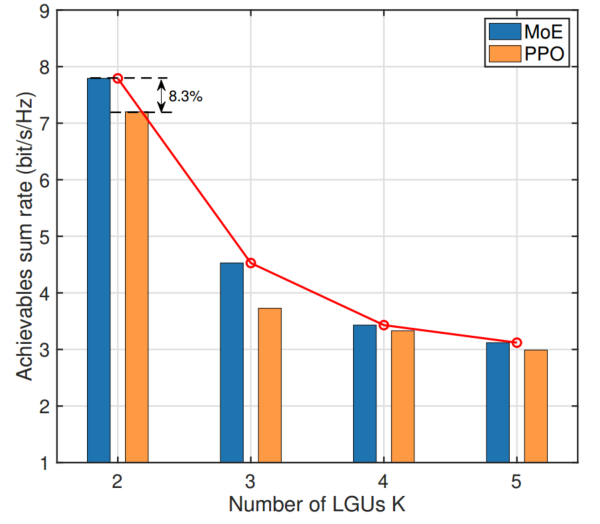 9
8
7
6
5
4
3
2
1
2 3 4 5
Achievables sum rate (bit/s/Hz)
Number of LGUs K
MoE
PPO
8.3%